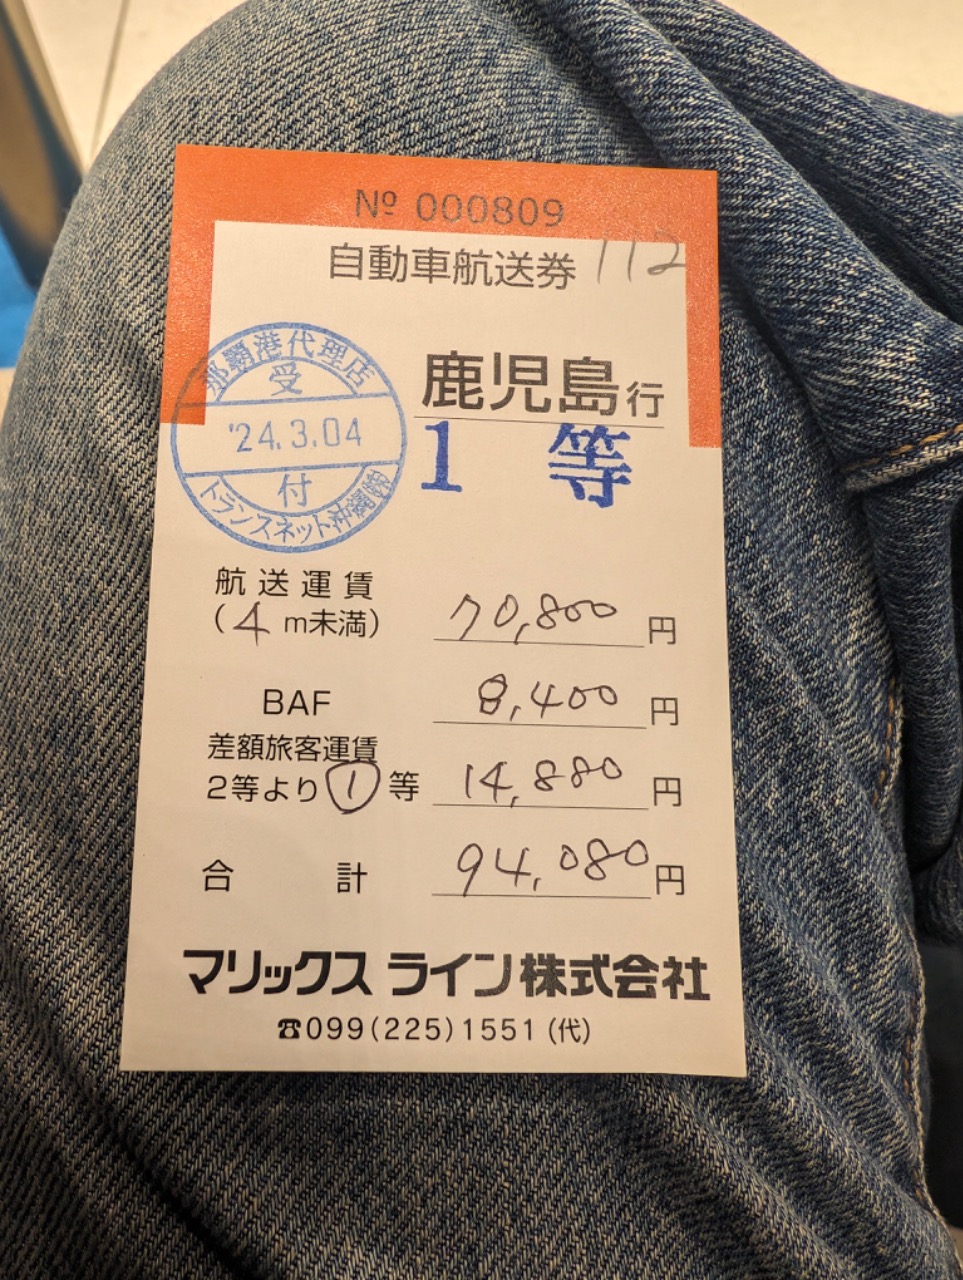 № 000809
自動車航送券 112
鹿児島行
1 等
那覇港代理店
受
'24.3.04
付
トランスネット沖縄㈱
航送運賃
(4 m未満) 70,800 円
BAF 8,400 円
差額旅客運賃
2等より 1 等 14,880 円
合 計 94,080 円
マリックス ライン株式会社
☎099(225)1551(代)